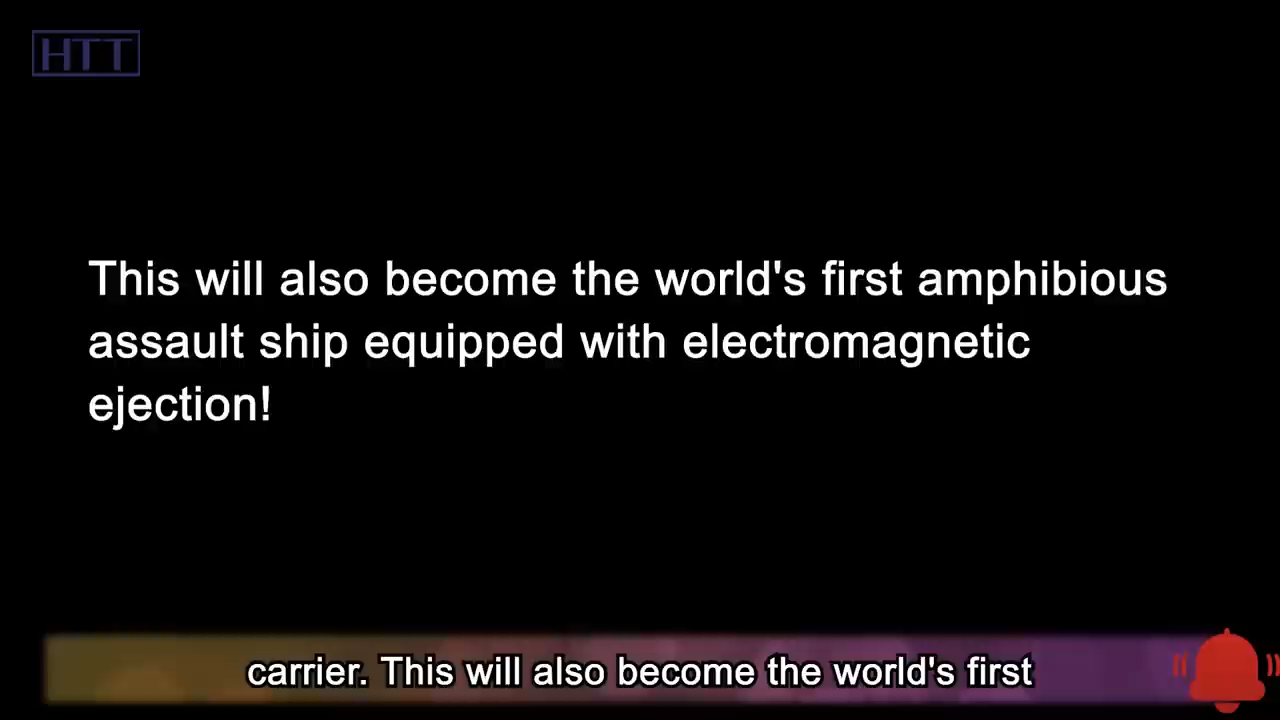 HTT
This will also become the world's first amphibious
assault ship equipped with electromagnetic
ejection!
carrier. This will also become the world's first